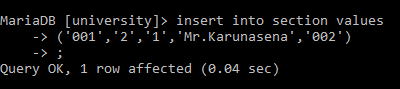 MariaDB [university]> insert into section values
-> ('001','2','1','Mr.Karunasena','002')
-> ;
Query OK, 1 row affected (0.04 sec)